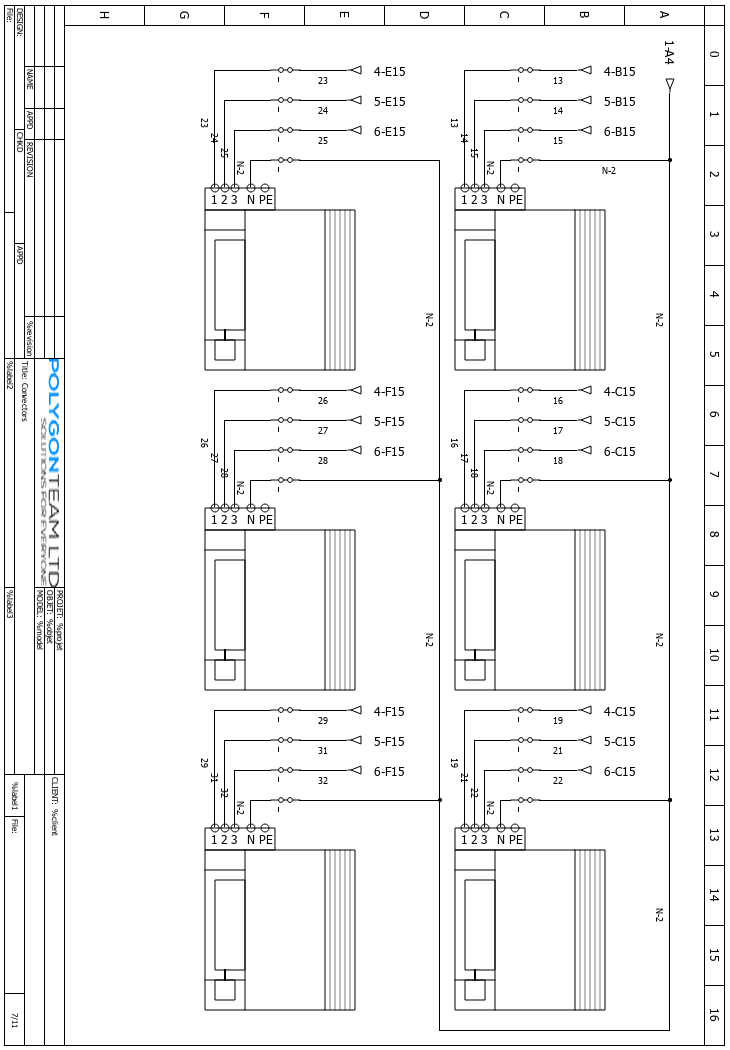 H G F E D C B A
0
1
2
3
4
5
6
7
8
9
10
11
12
13
14
15
16
1-A4
4-E15
23
5-E15
24
6-E15
25
23
24
25
N-2
1 2 3 N PE
4-B15
13
5-B15
14
6-B15
15
N-2
13
14
15
N-2
1 2 3 N PE
N-2
N-2
4-F15
26
5-F15
27
6-F15
28
26
27
28
N-2
1 2 3 N PE
4-C15
16
5-C15
17
6-C15
18
16
17
18
N-2
1 2 3 N PE
N-2
N-2
4-F15
29
5-F15
31
6-F15
32
29
31
32
N-2
1 2 3 N PE
4-C15
19
5-C15
21
6-C15
22
19
21
22
N-2
1 2 3 N PE
N-2
NAME APPD REVISION
%revision
DESIGN: CHKD APPD
File:
POLYGONTEAM LTD
SOLUTIONS FOR EVERYONE
Title: Convectors
%label2
PROJET: %projet
OBJET: %objet
MODEL: %model
%label3
CLIENT: %client
%label1 File:
7/11